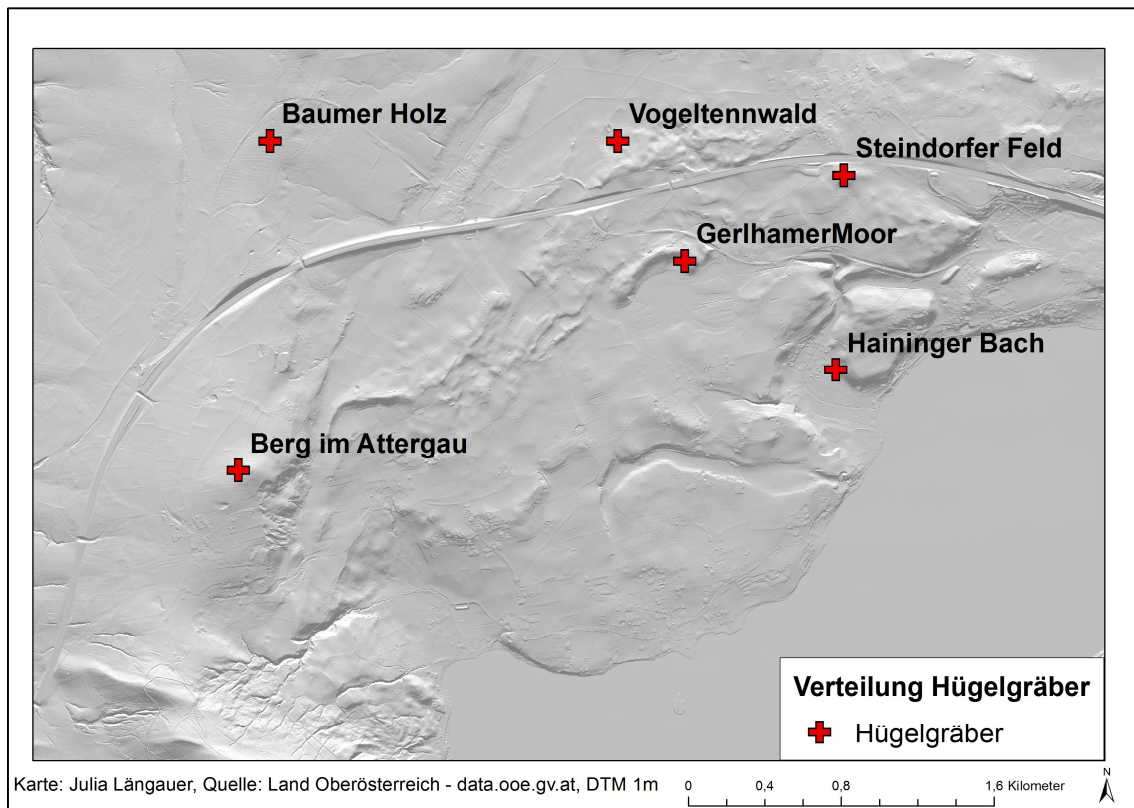 Baumer Holz
Vogeltennwald
Steindorfer Feld
GerlhamerMoor
Haininger Bach
Berg im Attergau
Verteilung Hügelgräber
Hügelgräber
Karte: Julia Längauer, Quelle: Land Oberösterreich - data.ooe.gv.at, DTM 1m
0 0,4 0,8 1,6 Kilometer
N